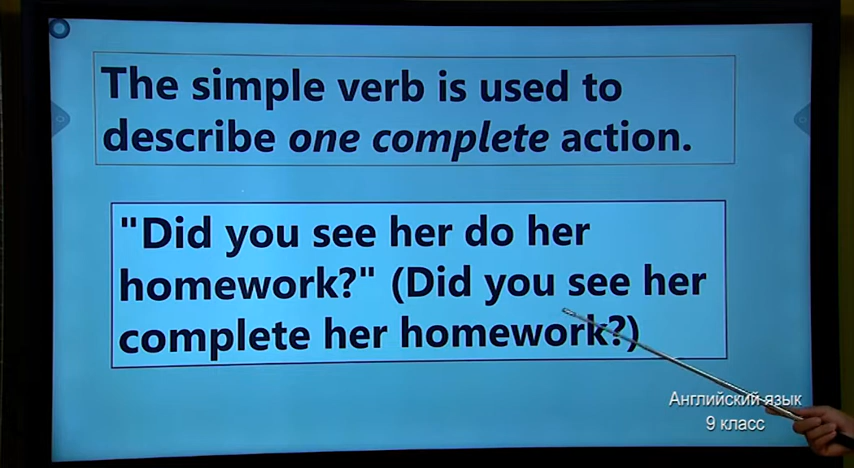 The simple verb is used to
describe one complete action.
"Did you see her do her
homework?" (Did you see her
complete her homework?)
Английский язык
9 класс